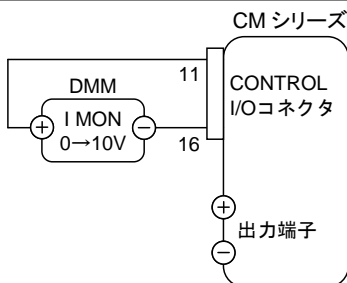 CM シリーズ
11
DMM
CONTROL
I/Oコネクタ
I MON
0→10V
+
−
16
+
出力端子
−